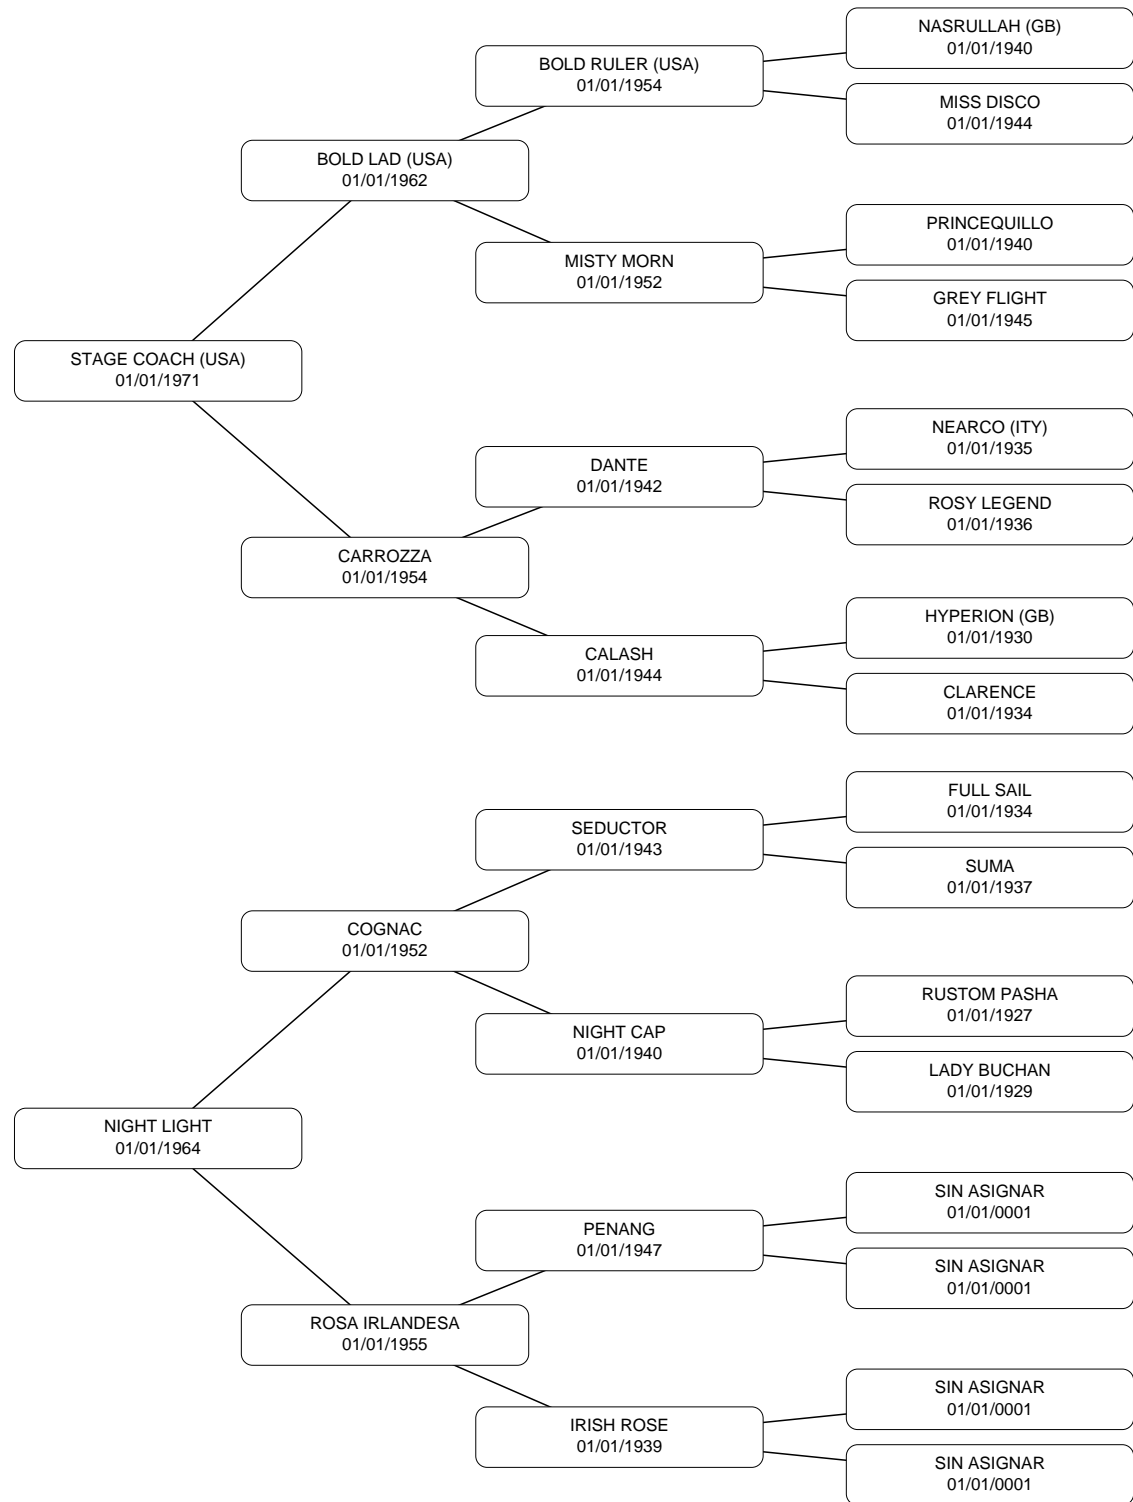 NASRULLAH (GB)
01/01/1940
BOLD RULER (USA)
01/01/1954
MISS DISCO
01/01/1944
BOLD LAD (USA)
01/01/1962
PRINCEQUILLO
01/01/1940
MISTY MORN
01/01/1952
GREY FLIGHT
01/01/1945
STAGE COACH (USA)
01/01/1971
NEARCO (ITY)
01/01/1935
DANTE
01/01/1942
ROSY LEGEND
01/01/1936
CARROZZA
01/01/1954
HYPERION (GB)
01/01/1930
CALASH
01/01/1944
CLARENCE
01/01/1934
FULL SAIL
01/01/1934
SEDUCTOR
01/01/1943
SUMA
01/01/1937
COGNAC
01/01/1952
RUSTOM PASHA
01/01/1927
NIGHT CAP
01/01/1940
LADY BUCHAN
01/01/1929
NIGHT LIGHT
01/01/1964
SIN ASIGNAR
01/01/0001
PENANG
01/01/1947
SIN ASIGNAR
01/01/0001
ROSA IRLANDESA
01/01/1955
SIN ASIGNAR
01/01/0001
IRISH ROSE
01/01/1939
SIN ASIGNAR
01/01/0001